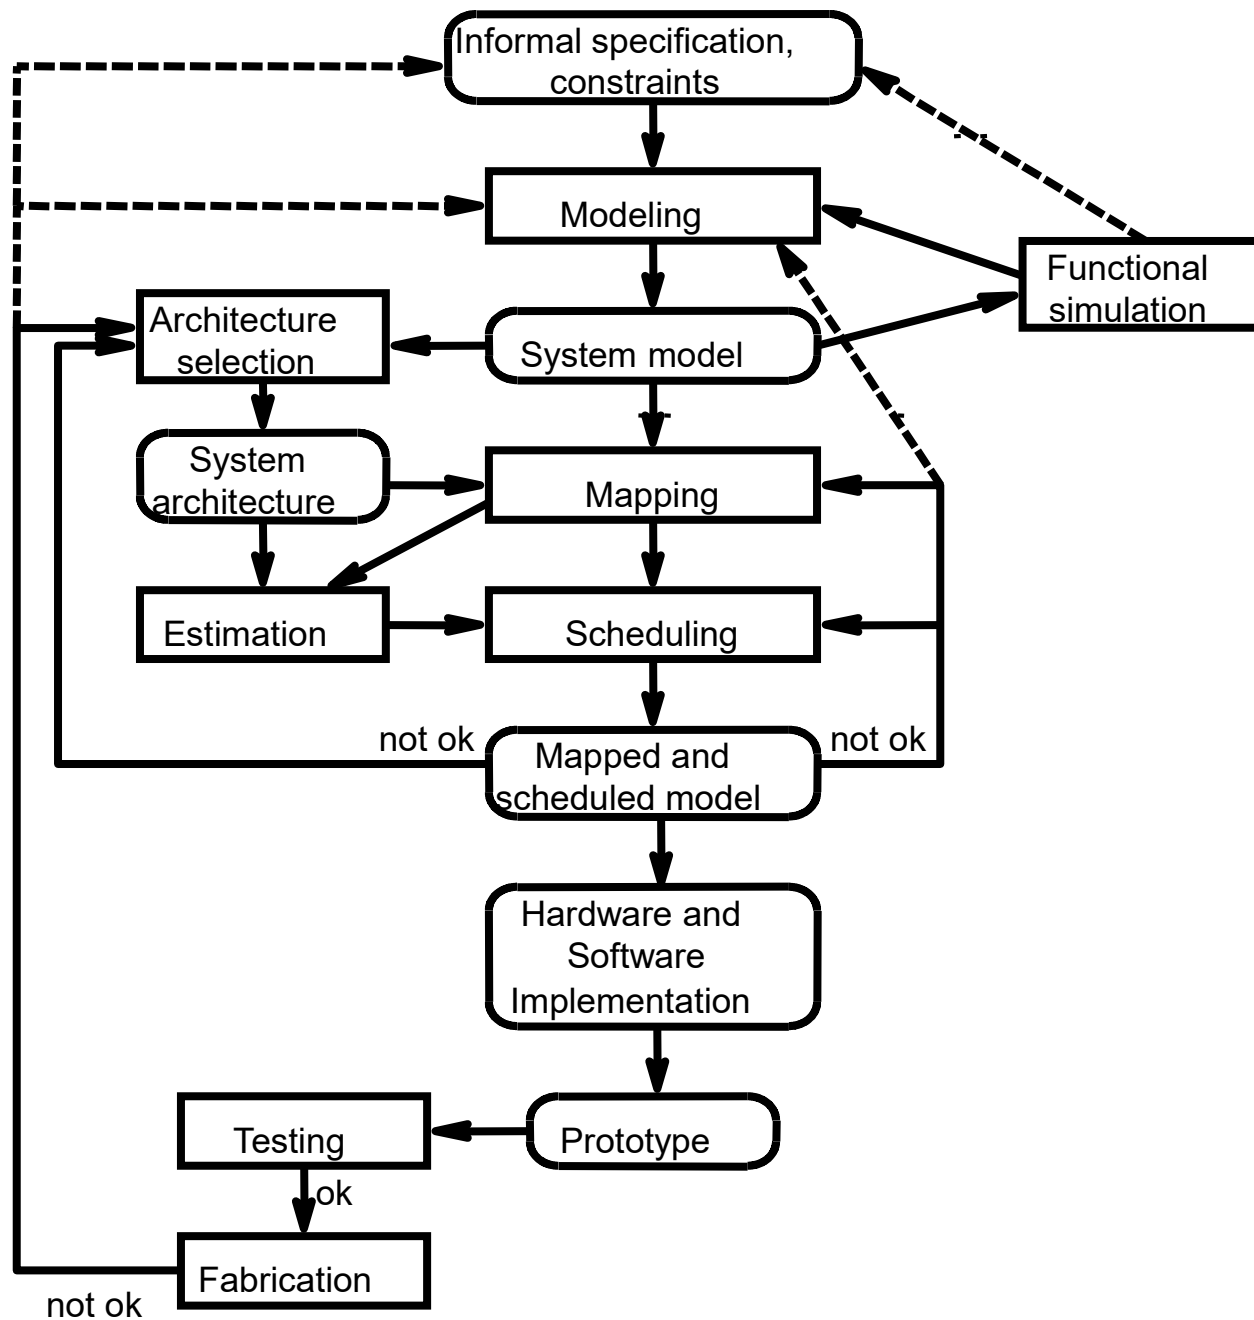 Informal specification,
constraints
Modeling
Functional
simulation
Architecture
selection
System model
System
architecture
Mapping
Estimation
Scheduling
not ok
Mapped and
scheduled model
not ok
Hardware and
Software
Implementation
Testing
Prototype
ok
Fabrication
not ok